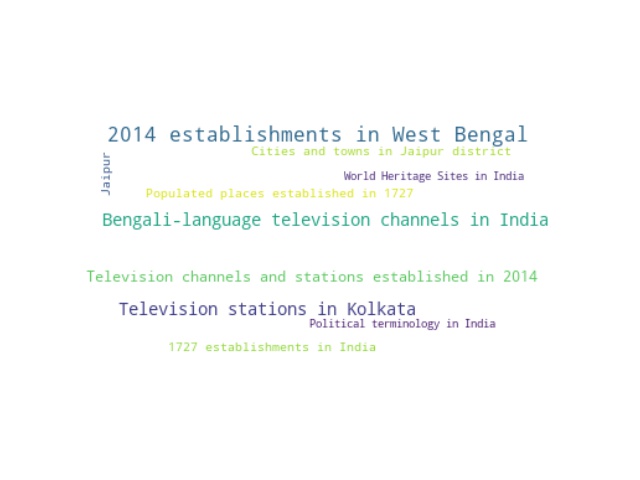 2014 establishments in West Bengal
Cities and towns in Jaipur district
Jaipur
World Heritage Sites in India
Populated places established in 1727
Bengali-language television channels in India
Television channels and stations established in 2014
Television stations in Kolkata
Political terminology in India
1727 establishments in India